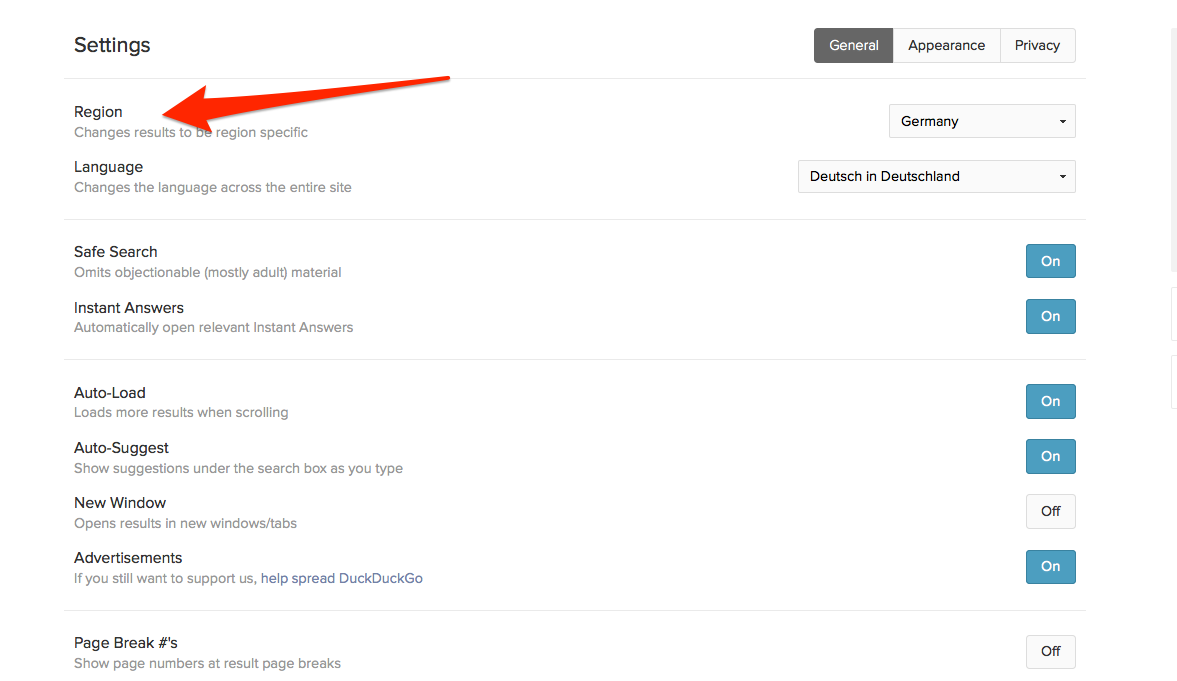 Settings
General Appearance Privacy
Region
Changes results to be region specific
Germany
Language
Changes the language across the entire site
Deutsch in Deutschland
Safe Search
Omits objectionable (mostly adult) material
On
Instant Answers
Automatically open relevant Instant Answers
On
Auto-Load
Loads more results when scrolling
On
Auto-Suggest
Show suggestions under the search box as you type
On
New Window
Opens results in new windows/tabs
Off
Advertisements
If you still want to support us, help spread DuckDuckGo
On
Page Break #'s
Show page numbers at result page breaks
Off